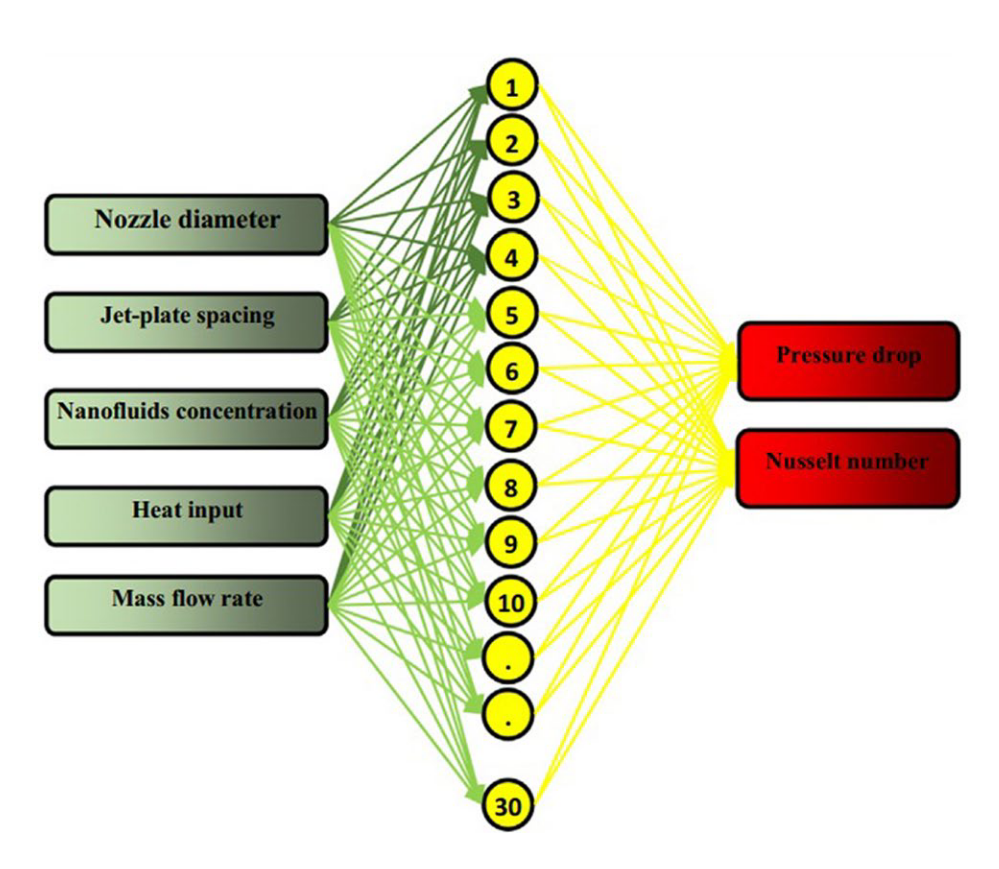 Nozzle diameter
Jet-plate spacing
Nanofluids concentration
Heat input
Mass flow rate
1
2
3
4
5
6
7
8
9
10
.
.
30
Pressure drop
Nusselt number